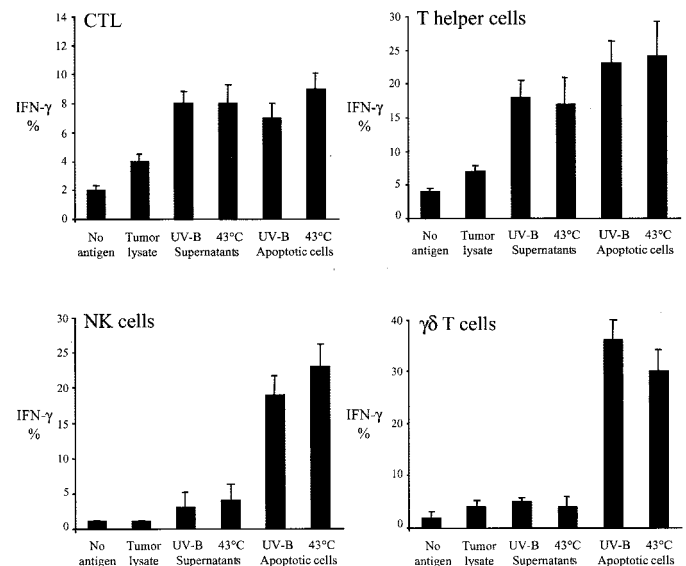 CTL
14
12
10
8
6
4
2
0
IFN-γ
%
No antigen
Tumor lysate
UV-B
43°C
Supernatants
UV-B
43°C
Apoptotic cells
T helper cells
30
25
20
15
10
5
0
IFN-γ
%
No antigen
Tumor lysate
UV-B
43°C
Supernatants
UV-B
43°C
Apoptotic cells
NK cells
30
25
20
15
10
5
0
IFN-γ
%
No antigen
Tumor lysate
UV-B
43°C
Supernatants
UV-B
43°C
Apoptotic cells
γδ T cells
40
30
20
10
0
IFN-γ
%
No antigen
Tumor lysate
UV-B
43°C
Supernatants
UV-B
43°C
Apoptotic cells